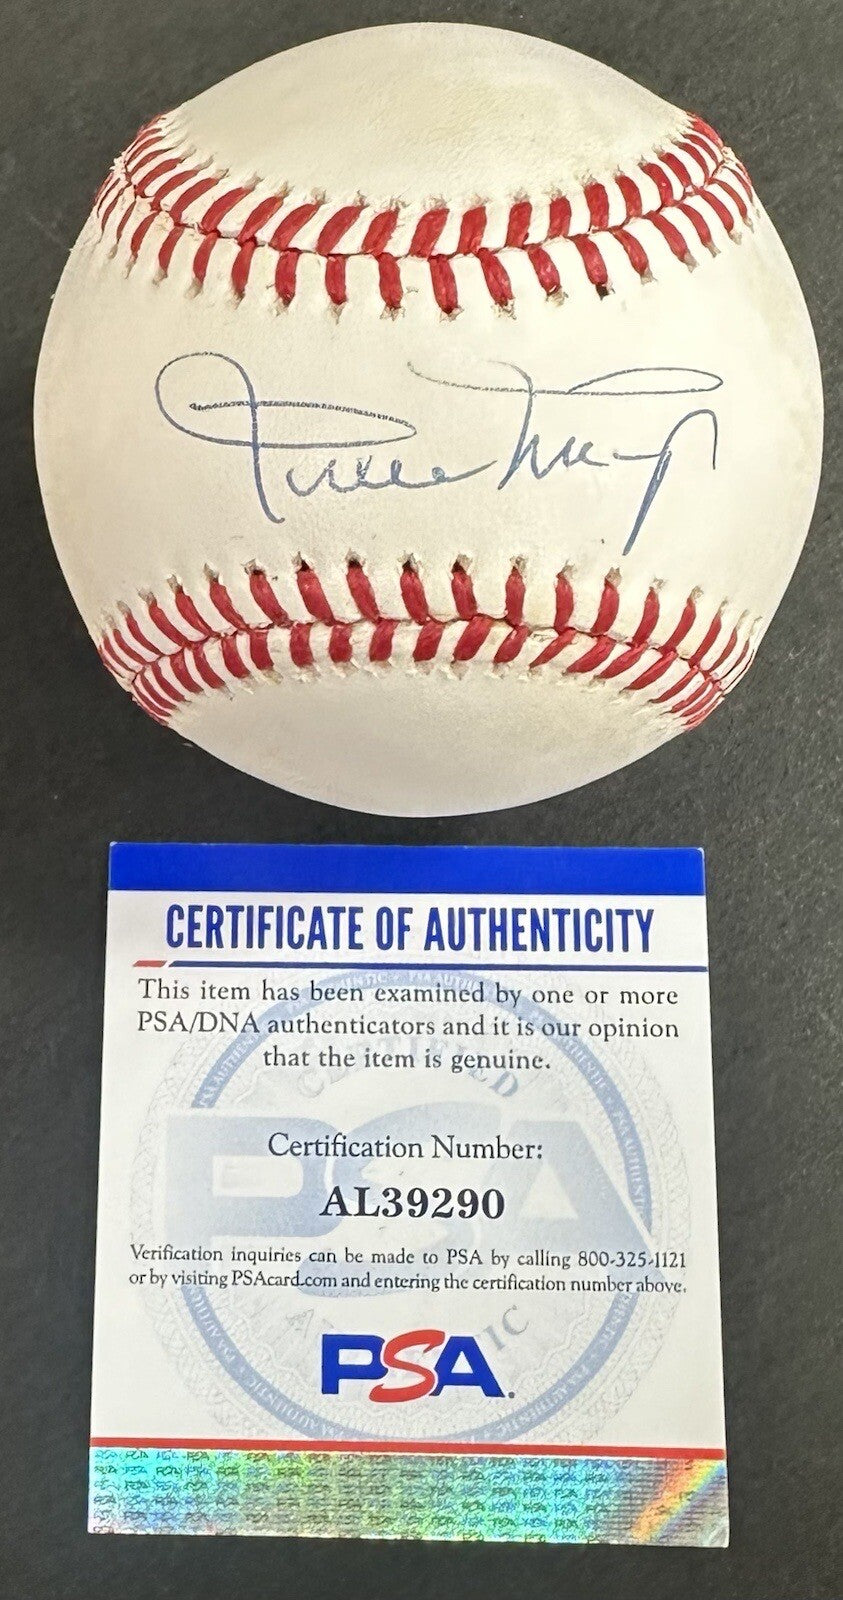 Willie Mays
CERTIFICATE OF AUTHENTICITY
This item has been examined by one or more
PSA/DNA authenticators and it is our opinion
that the item is genuine.
Certification Number:
AL39290
Verification inquiries can be made to PSA by calling 800-325-1121
or by visiting PSAcard.com and entering the certification number above.
PSA